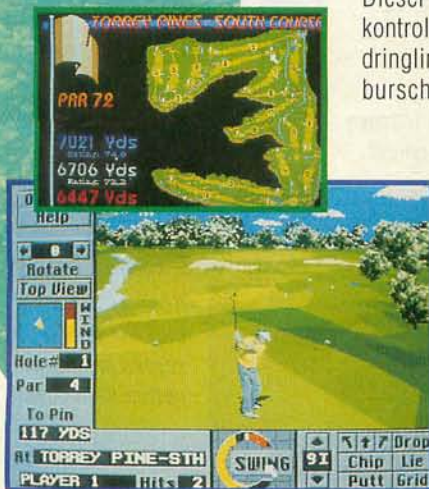 Dieser
kontrol
dringlin
bursch
TORREY PINES - SOUTH COURSE
PAR 72
7021 Yds
6706 Yds
6447 Yds
Help
0
Rotate
Top View
WIND
Hole# 1
Par 4
To Pin
117 YDS
At TORREY PINE-STH
PLAYER 1 Hits 2
SWING
9I
Drop
Chip Lie
Putt Grid